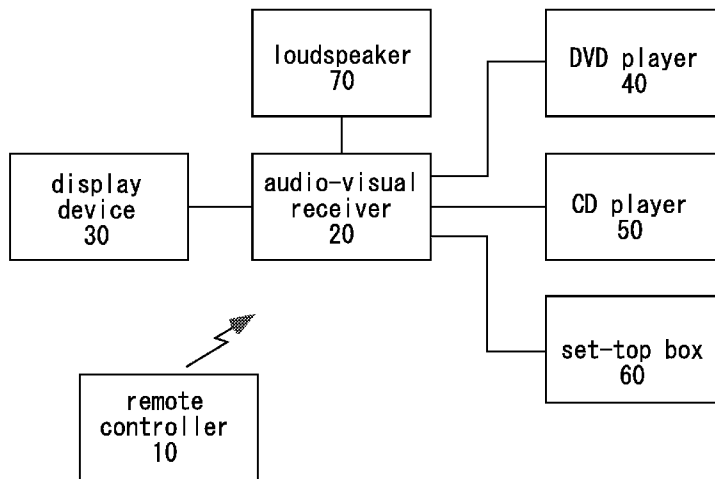 loudspeaker
70
DVD player
40
display
device
30
audio-visual
receiver
20
CD player
50
set-top box
60
remote
controller
10